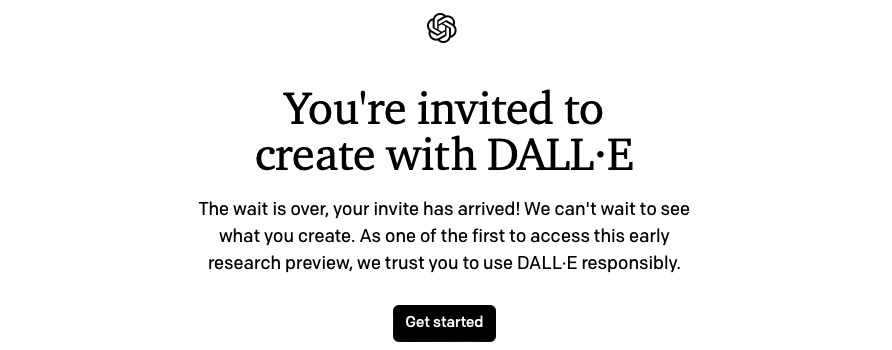 You're invited to
create with DALL·E
The wait is over, your invite has arrived! We can't wait to see
what you create. As one of the first to access this early
research preview, we trust you to use DALL·E responsibly.
Get started